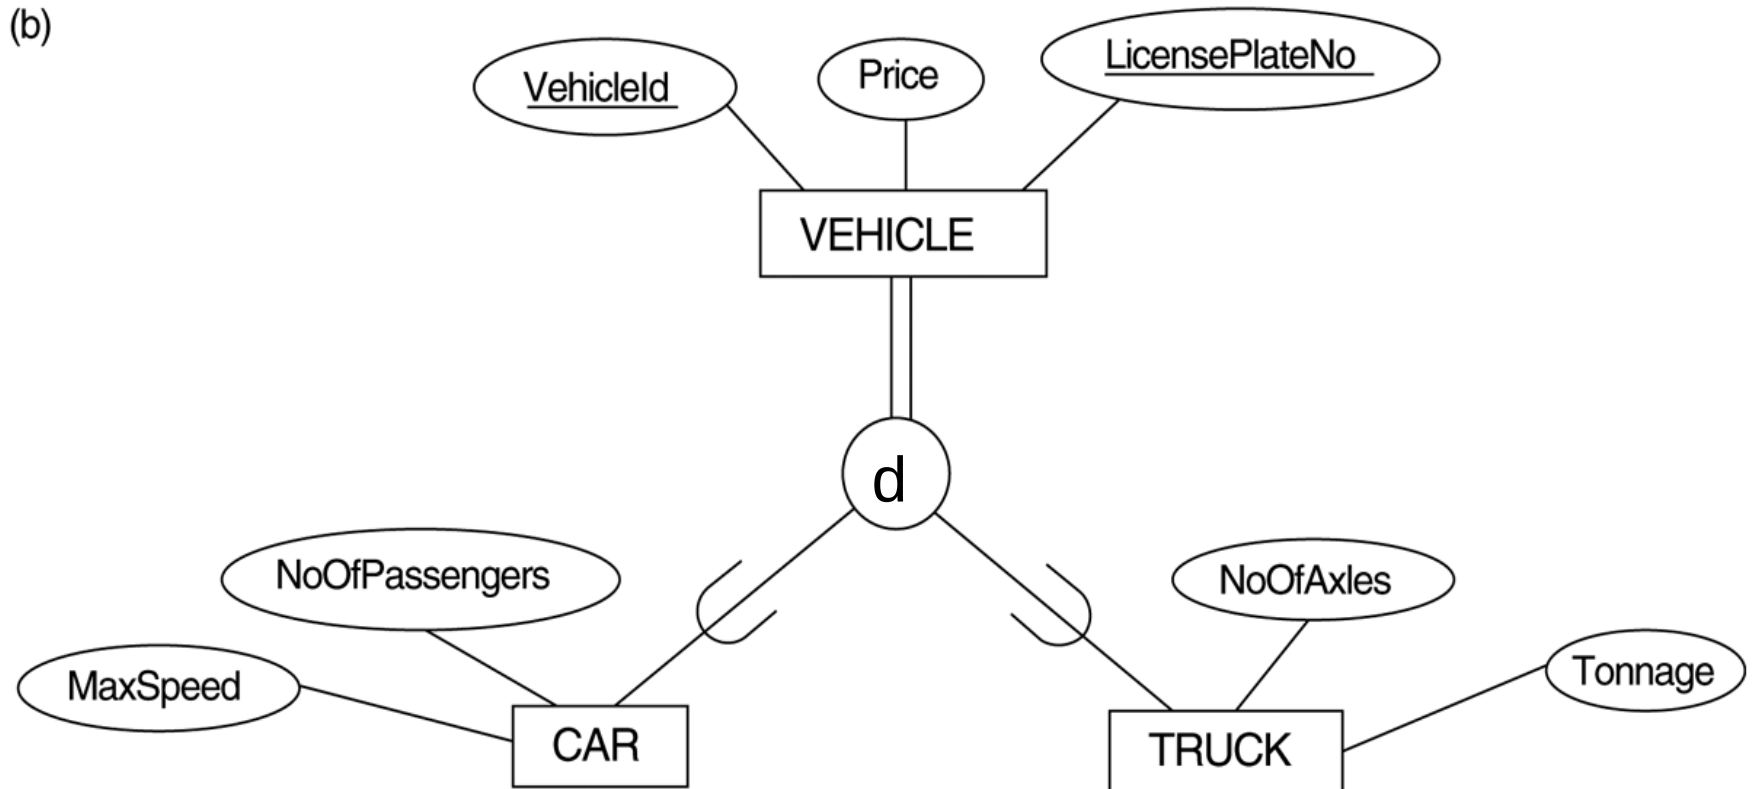 (b)
VehicleId
Price
LicensePlateNo
VEHICLE
d
NoOfPassengers
NoOfAxles
MaxSpeed
Tonnage
CAR
TRUCK